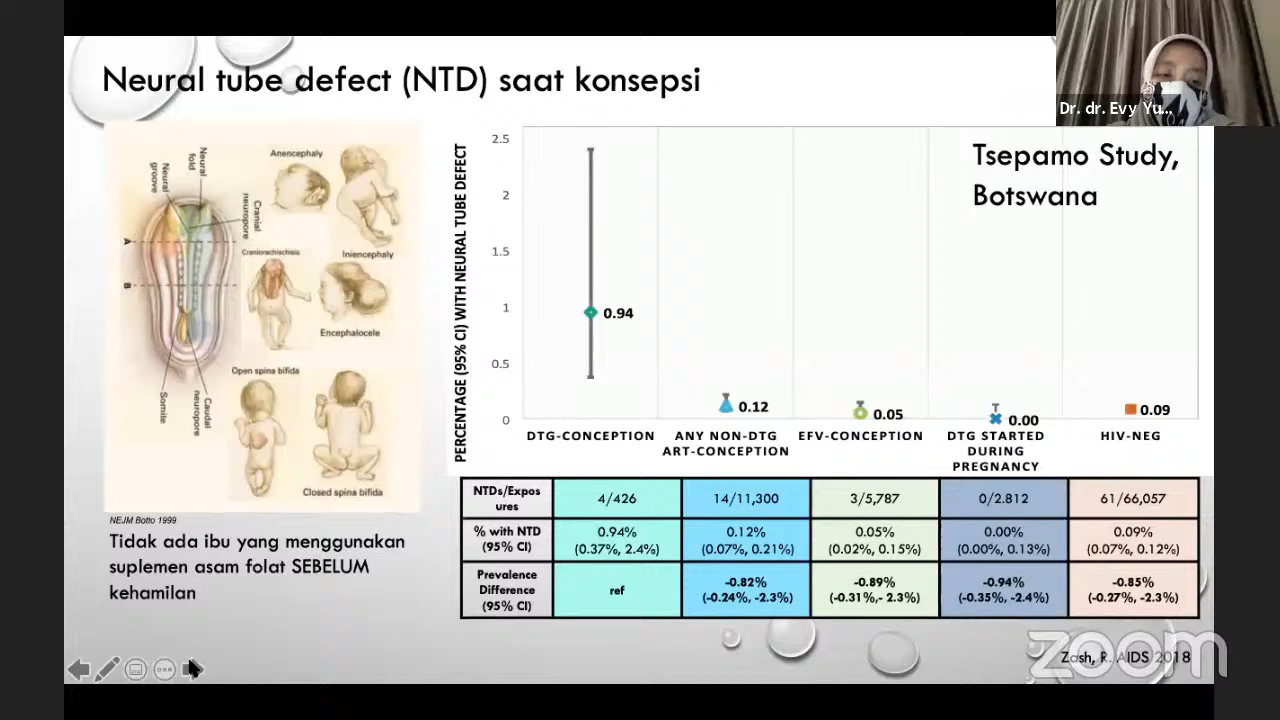 Neural tube defect (NTD) saat konsepsi
Dr. dr. Evy Yu...
Neural
fold
Neural
groove
Cranial
neuropore
A
B
Somite
Caudal
neuropore
Anencephaly
Craniorachischisis
Iniencephaly
Encephalocele
Open spina bifida
Closed spina bifida
NEJM Botto 1999
Tidak ada ibu yang menggunakan
suplemen asam folat SEBELUM
kehamilan
Tsepamo Study,
Botswana
PERCENTAGE (95% CI) WITH NEURAL TUBE DEFECT
2.5
2
1.5
1
0.5
0
0.94
0.12
0.05
0.00
0.09
DTG-CONCEPTION
ANY NON-DTG
ART-CONCEPTION
EFV-CONCEPTION
DTG STARTED
DURING
PREGNANCY
HIV-NEG
NTDs/Expos
ures
4/426
14/11,300
3/5,787
0/2.812
61/66,057
% with NTD
(95% CI)
0.94%
(0.37%, 2.4%)
0.12%
(0.07%, 0.21%)
0.05%
(0.02%, 0.15%)
0.00%
(0.00%, 0.13%)
0.09%
(0.07%, 0.12%)
Prevalence
Difference
(95% CI)
ref
-0.82%
(-0.24%, -2.3%)
-0.89%
(-0.31%,- 2.3%)
-0.94%
(-0.35%, -2.4%)
-0.85%
(-0.27%, -2.3%)
Zash, R. AIDS 2018
zoom